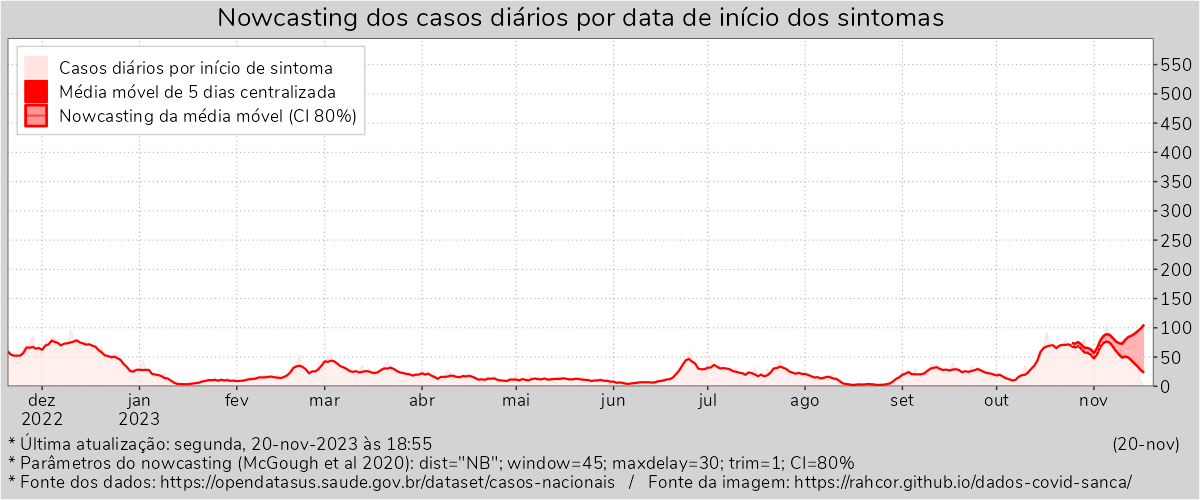 Nowcasting dos casos diários por data de início dos sintomas
Casos diários por início de sintoma
Média móvel de 5 dias centralizada
Nowcasting da média móvel (CI 80%)
550
500
450
400
350
300
250
200
150
100
50
0
dez jan fev mar abr mai jun jul ago set out nov
2022 2023
* Última atualização: segunda, 20-nov-2023 às 18:55 (20-nov)
* Parâmetros do nowcasting (McGough et al 2020): dist="NB"; window=45; maxdelay=30; trim=1; CI=80%
* Fonte dos dados: https://opendatasus.saude.gov.br/dataset/casos-nacionais / Fonte da imagem: https://rahcor.github.io/dados-covid-sanca/